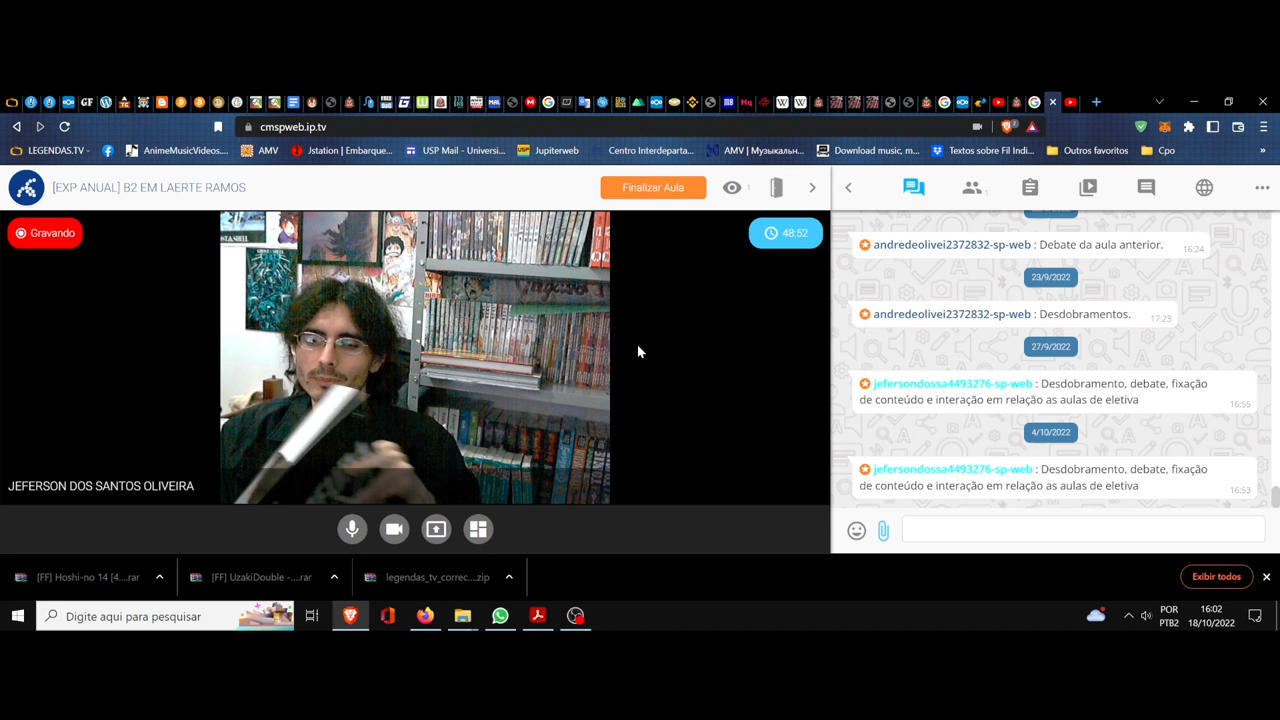 cmspweb.ip.tv
2
LEGENDAS.TV -
AnimeMusicVideos....
AMV
Jstation | Embarque...
USP Mail - Universi...
Jupiterweb
Centro Interdeparta...
AMV | Музыкальн...
Download music, m...
Textos sobre Fil Indi...
Outros favoritos
Cpo
»
[EXP ANUAL] B2 EM LAERTE RAMOS
Finalizar Aula
1
1
Gravando
48:52
andredeolivei2372832-sp-web : Debate da aula anterior.
16:24
23/9/2022
andredeolivei2372832-sp-web : Desdobramentos.
17:23
27/9/2022
jefersondossa4493276-sp-web : Desdobramento, debate, fixação
de conteúdo e interação em relação as aulas de eletiva
16:55
4/10/2022
jefersondossa4493276-sp-web : Desdobramento, debate, fixação
de conteúdo e interação em relação as aulas de eletiva
16:53
JEFERSON DOS SANTOS OLIVEIRA
[FF] Hoshi-no 14 [4....rar
[FF] UzakiDouble -....rar
legendas_tv_correc....zip
Exibir todos
Digite aqui para pesquisar
POR
PTB2
16:02
18/10/2022